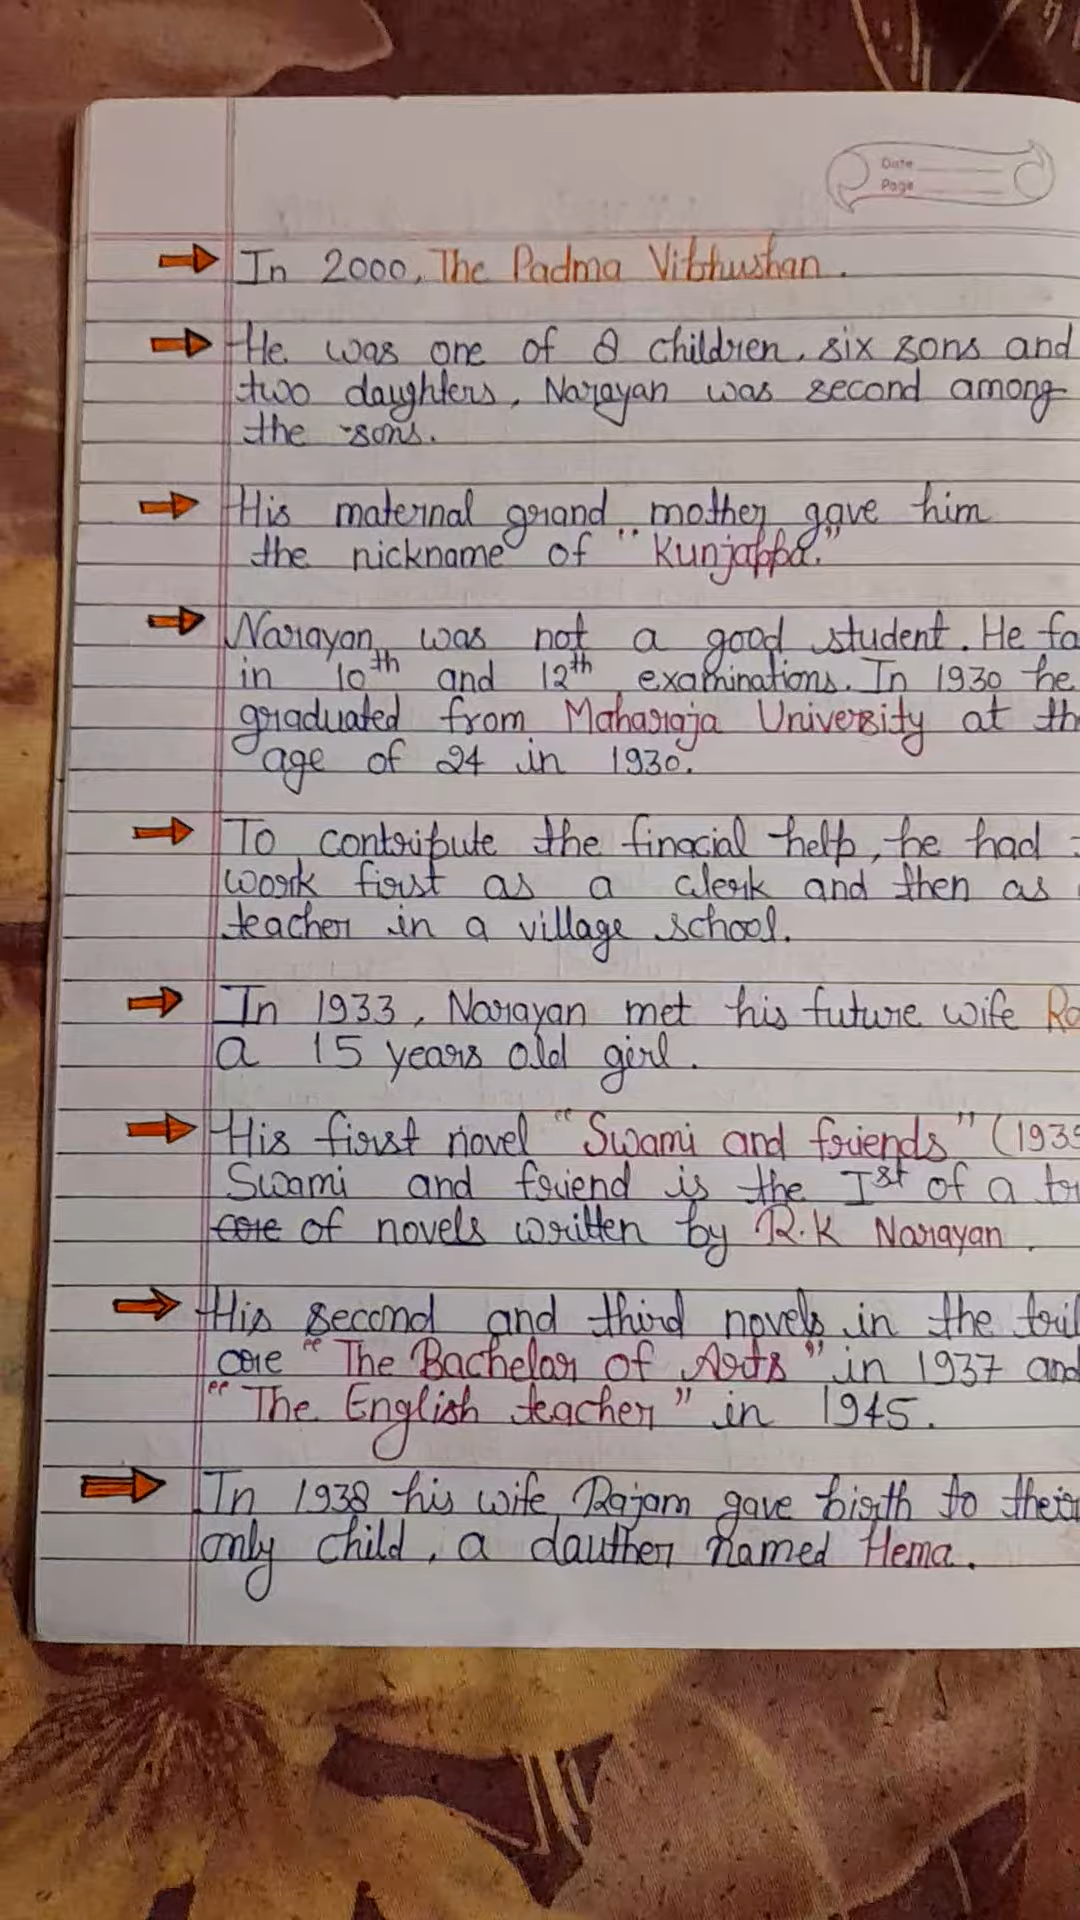 Date
Page
In 2000, The Padma Vibhushan.
He was one of 8 children, six sons and
two daughters, Narayan was second among
the sons.
His maternal grand mother gave him
the nickname of "Kunjappa."
Narayan was not a good student. He fa
in 10th and 12th examinations. In 1930 he
graduated from Maharaja University at th
age of 24 in 1930.
To contribute the finacial help, he had
work first as a clerk and then as
teacher in a village school.
In 1933, Narayan met his future wife Ra
a 15 years old girl.
His first novel "Swami and friends" (193
Swami and friend is the Ist of a tr
of novels written by R.K Narayan.
His second and third novels in the tril
are "The Bachelor of Arts" in 1937 and
"The English teacher" in 1945.
In 1938 his wife, Rajam gave birth to their
only child, a dauther named Hema.